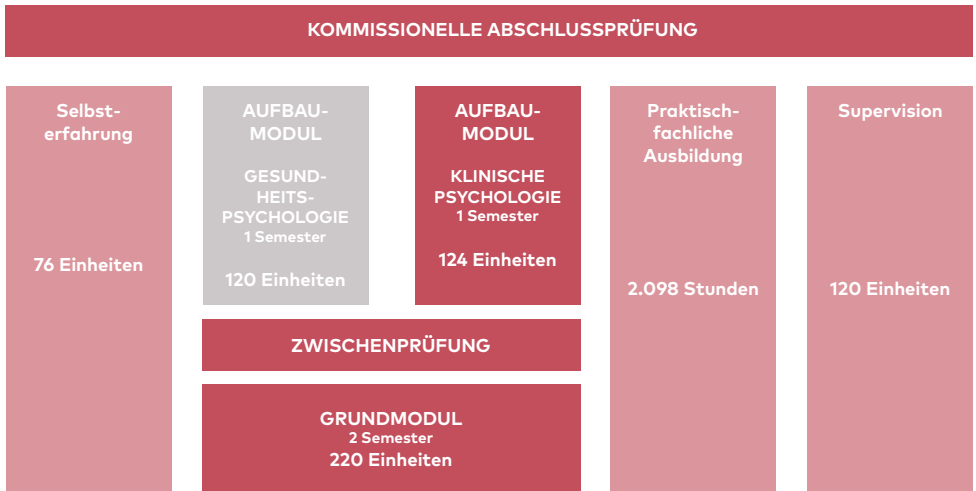 KOMMISSIONELLE ABSCHLUSSPRÜFUNG
Selbst-
erfahrung
76 Einheiten
AUFBAU-
MODUL
GESUND-
HEITS-
PSYCHOLOGIE
1 Semester
120 Einheiten
AUFBAU-
MODUL
KLINISCHE
PSYCHOLOGIE
1 Semester
124 Einheiten
ZWISCHENPRÜFUNG
GRUNDMODUL
2 Semester
220 Einheiten
Praktisch-
fachliche
Ausbildung
2.098 Stunden
Supervision
120 Einheiten